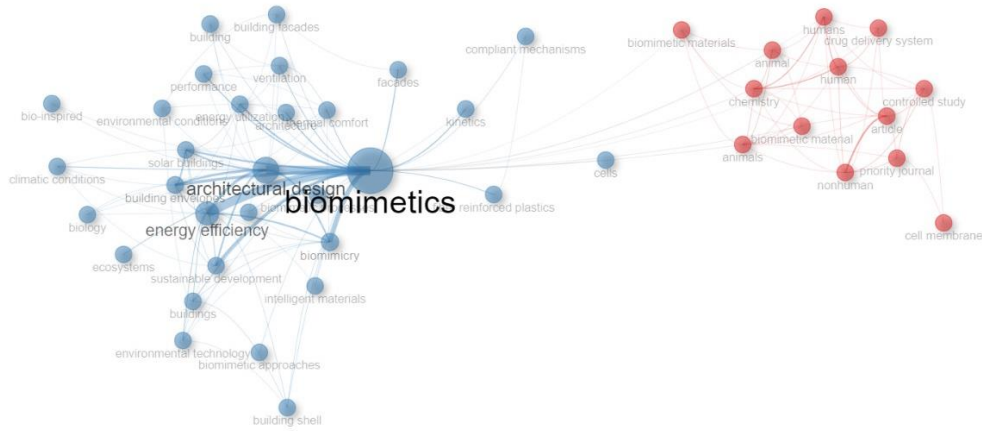 building facades
building
compliant mechanisms
ventilation
facades
performance
bio-inspired
environmental conditions
energy utilization
architecture
thermal comfort
kinetics
solar buildings
climatic conditions
building envelopes
architectural design
biomimetics
reinforced plastics
cells
biology
energy efficiency
biomimicry
ecosystems
sustainable development
intelligent materials
buildings
environmental technology
biomimetic approaches
building shell
humans
biomimetic materials
drug delivery system
animal
human
chemistry
controlled study
article
biomimetic material
animals
priority journal
nonhuman
cell membrane